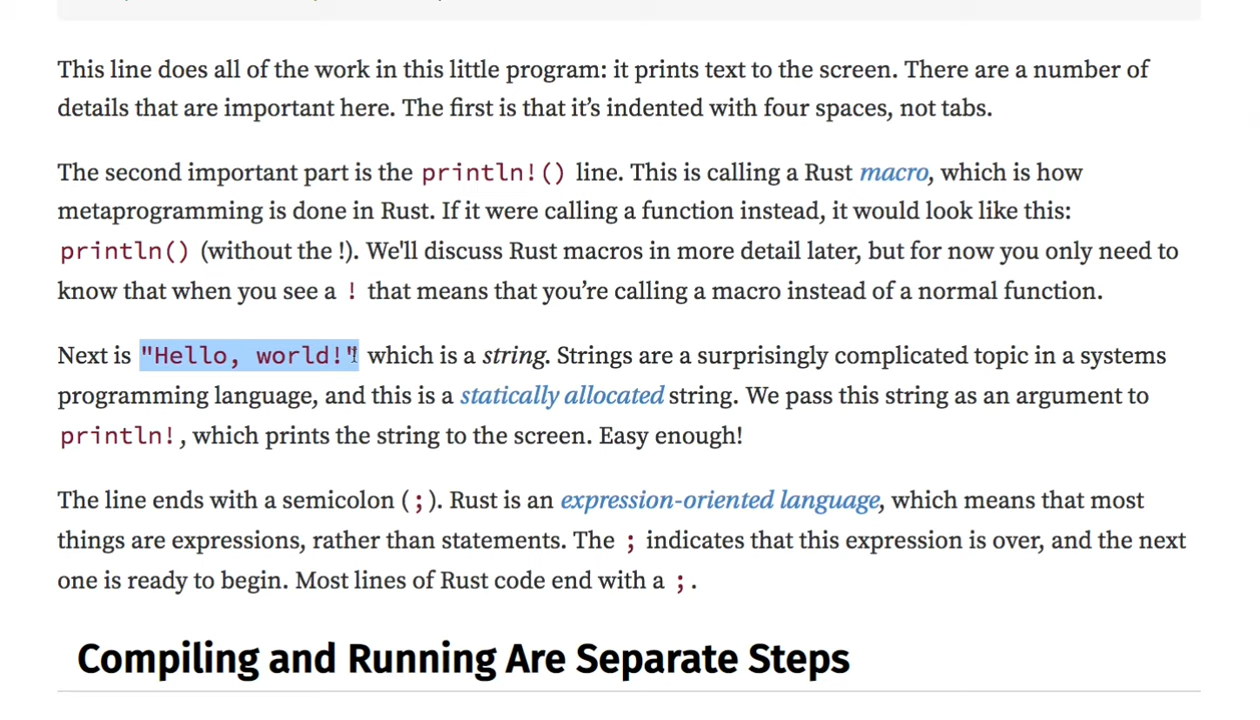 This line does all of the work in this little program: it prints text to the screen. There are a number of
details that are important here. The first is that it’s indented with four spaces, not tabs.
The second important part is the println!() line. This is calling a Rust macro, which is how
metaprogramming is done in Rust. If it were calling a function instead, it would look like this:
println() (without the !). We'll discuss Rust macros in more detail later, but for now you only need to
know that when you see a ! that means that you’re calling a macro instead of a normal function.
Next is "Hello, world!" which is a string. Strings are a surprisingly complicated topic in a systems
programming language, and this is a statically allocated string. We pass this string as an argument to
println!, which prints the string to the screen. Easy enough!
The line ends with a semicolon (;). Rust is an expression-oriented language, which means that most
things are expressions, rather than statements. The ; indicates that this expression is over, and the next
one is ready to begin. Most lines of Rust code end with a ;.
Compiling and Running Are Separate Steps